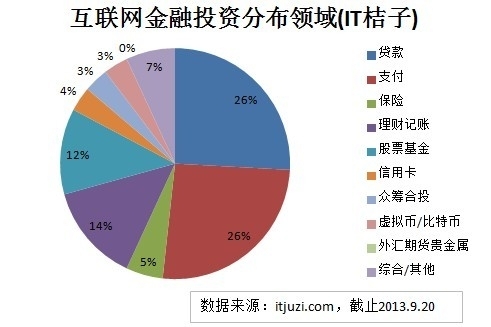 互联网金融投资分布领域(IT桔子)
26%
26%
5%
14%
12%
4%
3%
3%
0%
7%
贷款
支付
保险
理财记账
股票基金
信用卡
众筹合投
虚拟币/比特币
外汇期货贵金属
综合/其他
数据来源：itjuzi.com，截止2013.9.20